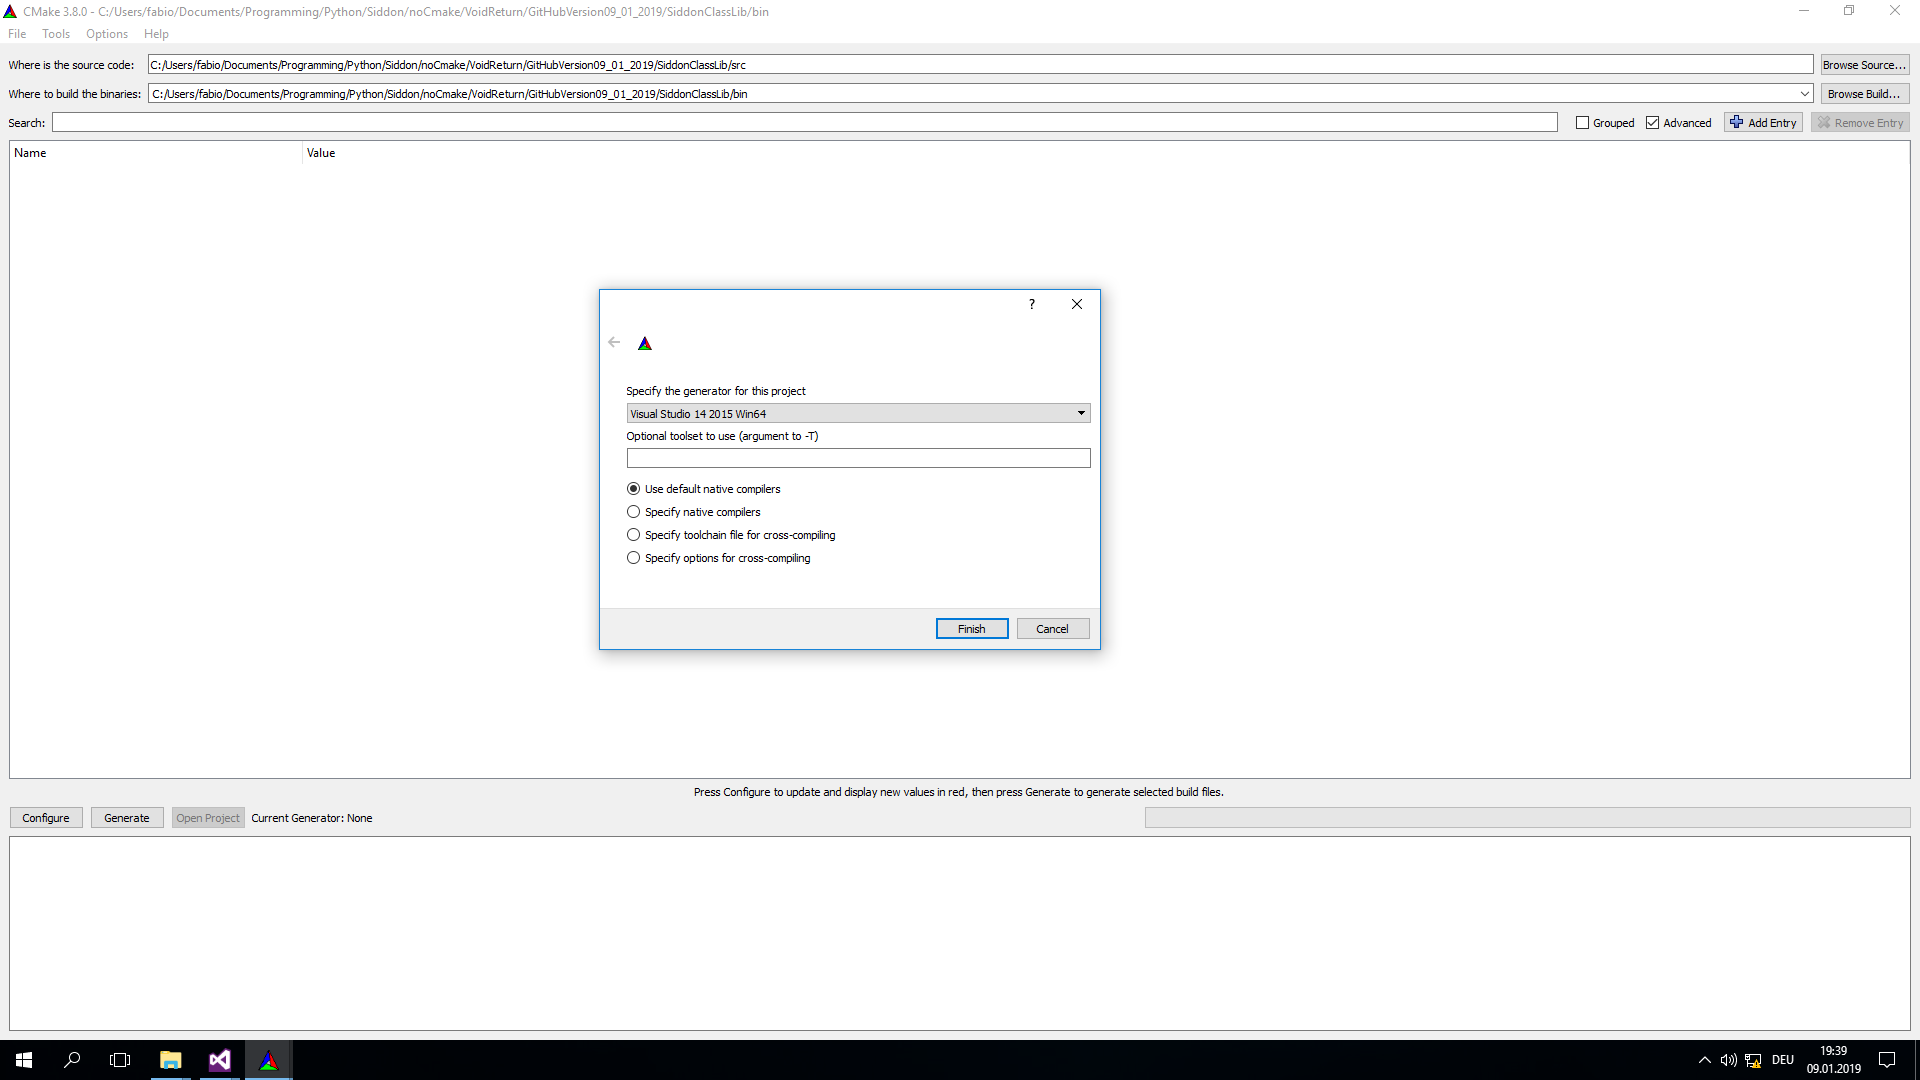 CMake 3.8.0 - C:/Users/fabio/Documents/Programming/Python/Siddon/noCmake/VoidReturn/GitHubVersion09_01_2019/SiddonClassLib/bin
File Tools Options Help
Where is the source code: C:/Users/fabio/Documents/Programming/Python/Siddon/noCmake/VoidReturn/GitHubVersion09_01_2019/SiddonClassLib/src Browse Source...
Where to build the binaries: C:/Users/fabio/Documents/Programming/Python/Siddon/noCmake/VoidReturn/GitHubVersion09_01_2019/SiddonClassLib/bin Browse Build...
Search: Grouped Advanced Add Entry Remove Entry
Name Value
?
Specify the generator for this project
Visual Studio 14 2015 Win64
Optional toolset to use (argument to -T)
Use default native compilers
Specify native compilers
Specify toolchain file for cross-compiling
Specify options for cross-compiling
Finish Cancel
Press Configure to update and display new values in red, then press Generate to generate selected build files.
Configure Generate Open Project Current Generator: None
DEU 19:39
09.01.2019